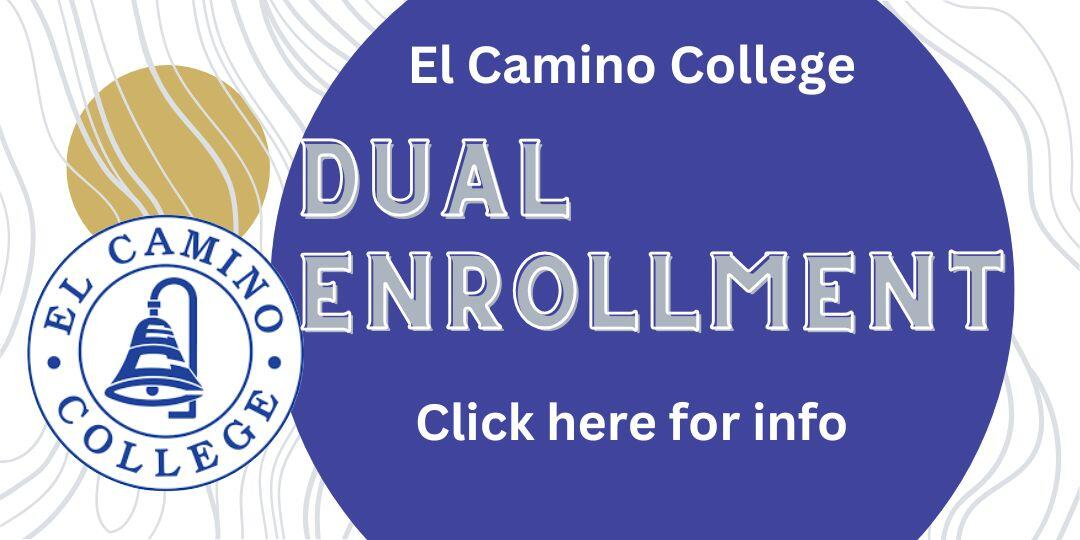 El Camino College
DUAL
ENROLLMENT
EL CAMINO
COLLEGE
Click here for info